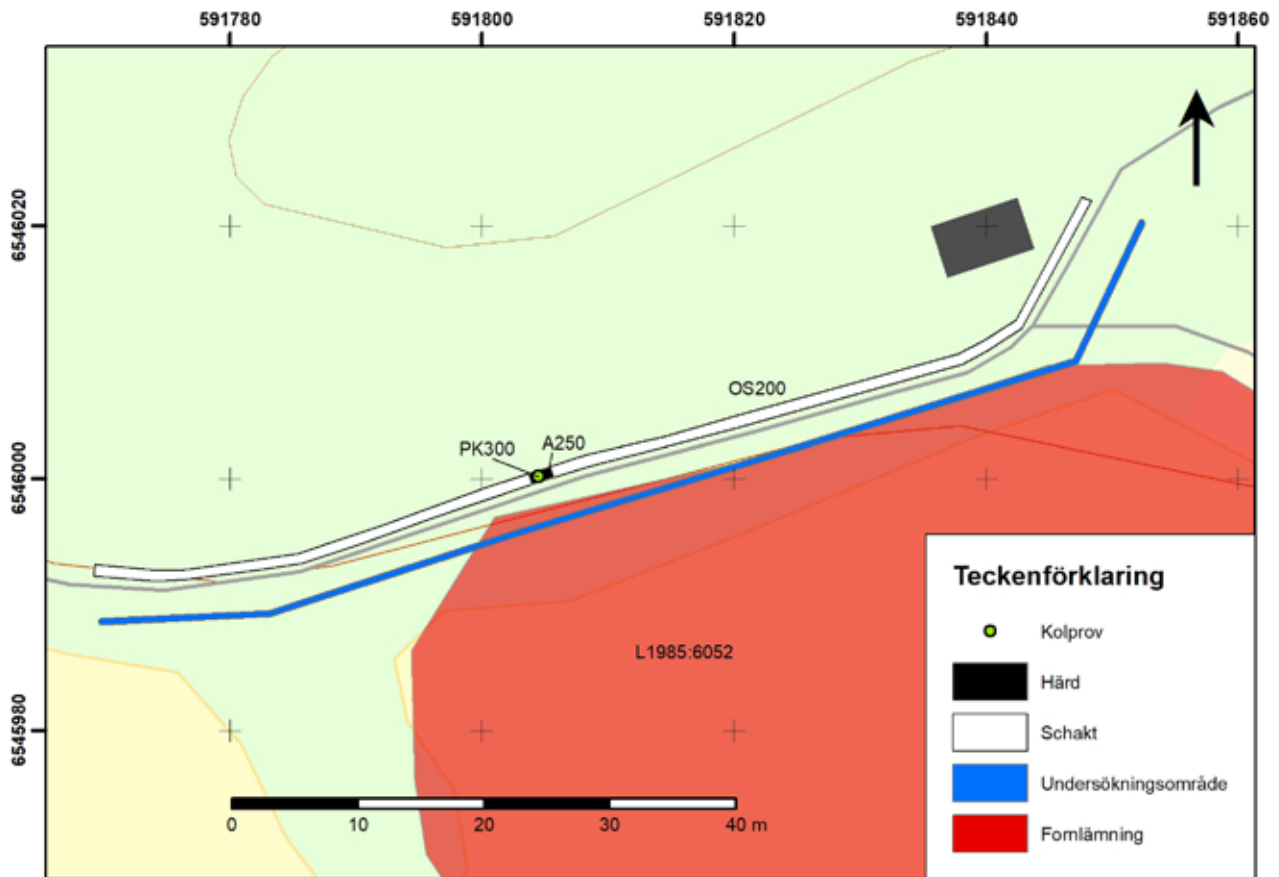 591780 591800 591820 591840 591860
6546020
6546000
6545980
OS200
PK300
A250
L1985:6052
0 10 20 30 40 m
Teckenförklaring
Kolprov
Härd
Schakt
Undersökningsområde
Fornlämning